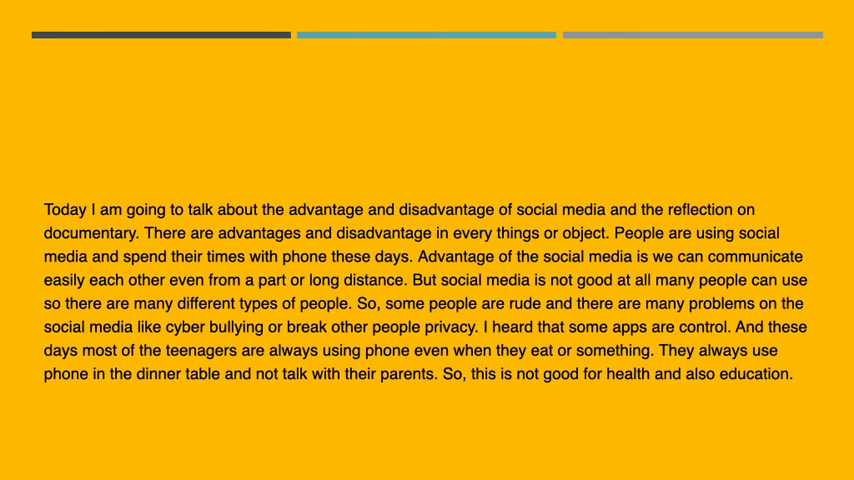 Today I am going to talk about the advantage and disadvantage of social media and the reflection on
documentary. There are advantages and disadvantage in every things or object. People are using social
media and spend their times with phone these days. Advantage of the social media is we can communicate
easily each other even from a part or long distance. But social media is not good at all many people can use
so there are many different types of people. So, some people are rude and there are many problems on the
social media like cyber bullying or break other people privacy. I heard that some apps are control. And these
days most of the teenagers are always using phone even when they eat or something. They always use
phone in the dinner table and not talk with their parents. So, this is not good for health and also education.